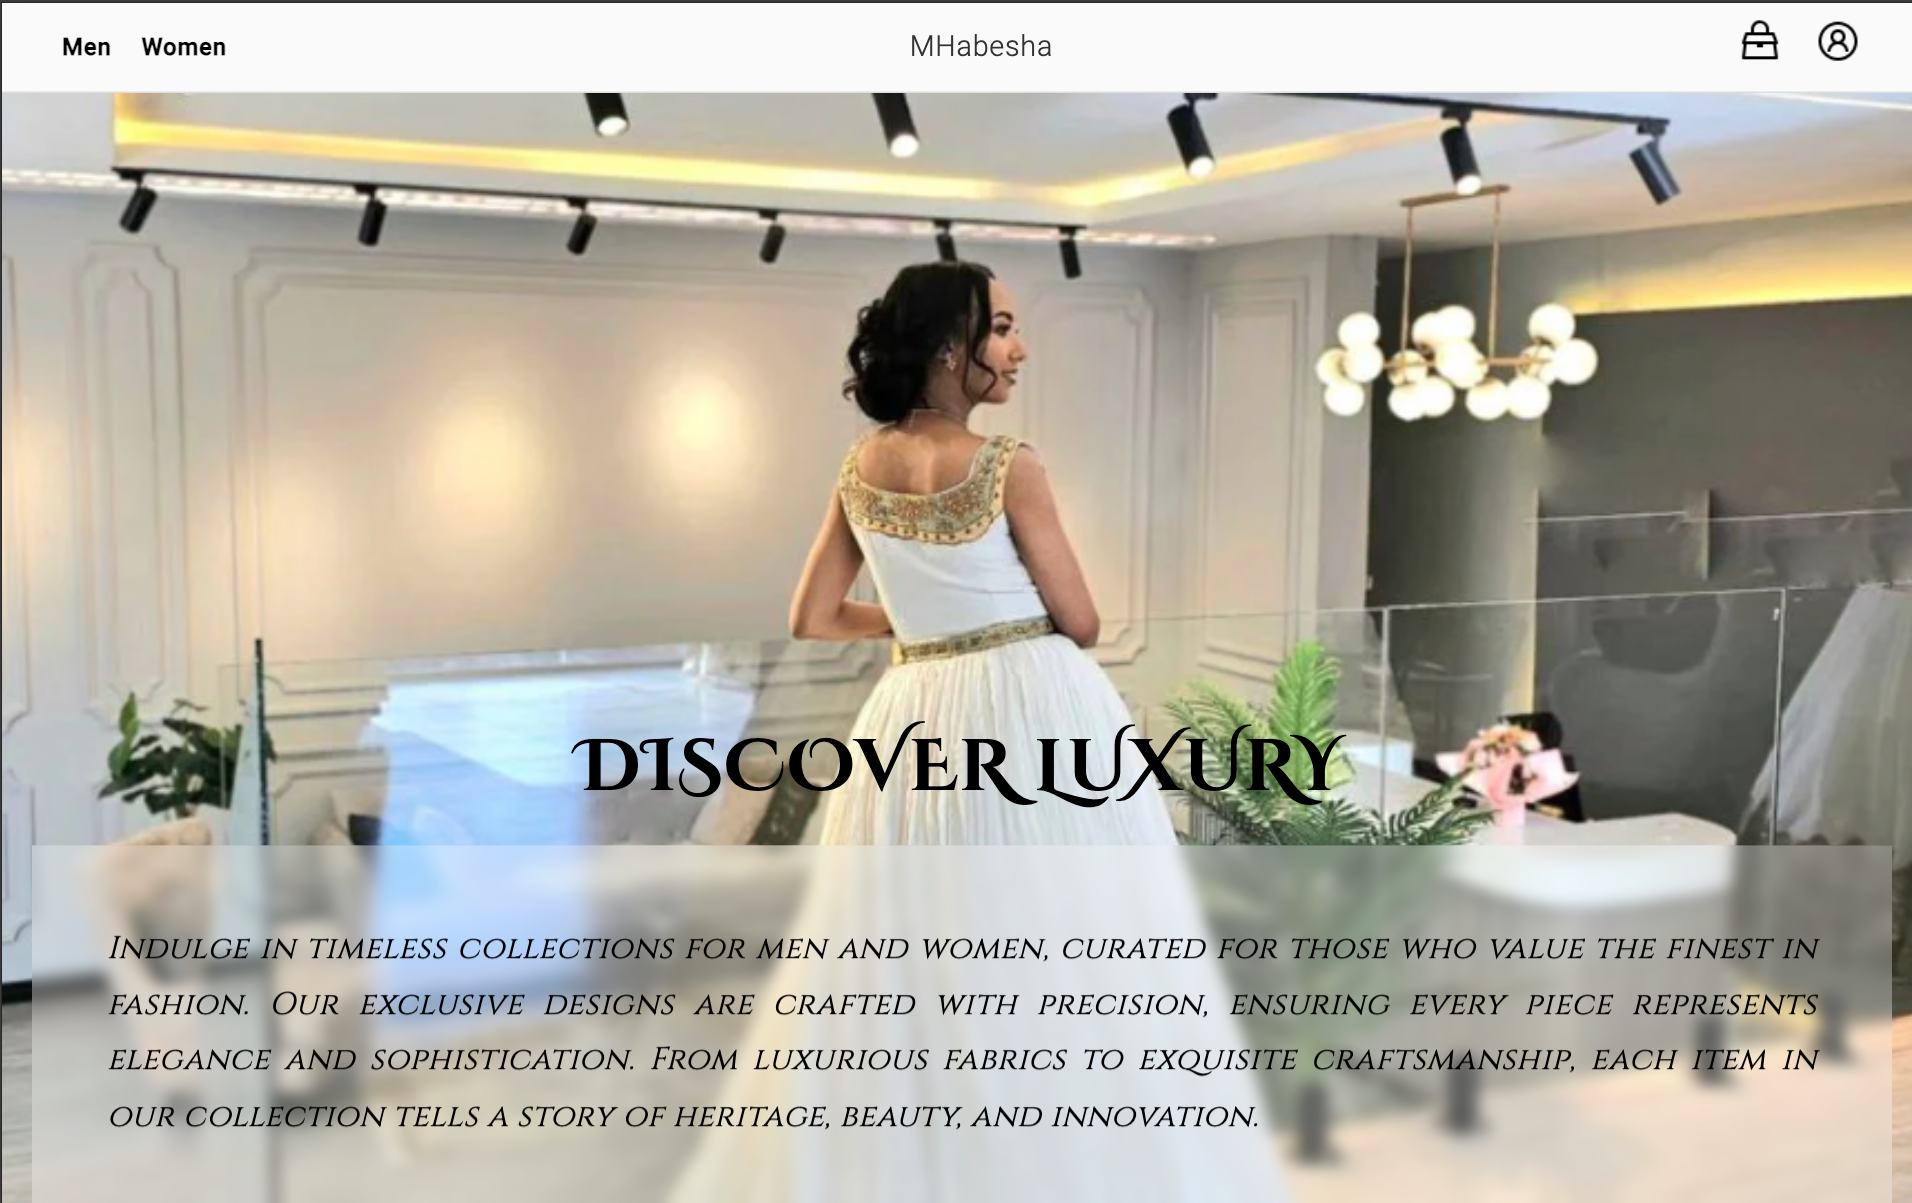 Men Women MHabesha
DISCOVER LUXURY
INDULGE IN TIMELESS COLLECTIONS FOR MEN AND WOMEN, CURATED FOR THOSE WHO VALUE THE FINEST IN
FASHION. OUR EXCLUSIVE DESIGNS ARE CRAFTED WITH PRECISION, ENSURING EVERY PIECE REPRESENTS
ELEGANCE AND SOPHISTICATION. FROM LUXURIOUS FABRICS TO EXQUISITE CRAFTSMANSHIP, EACH ITEM IN
OUR COLLECTION TELLS A STORY OF HERITAGE, BEAUTY, AND INNOVATION.